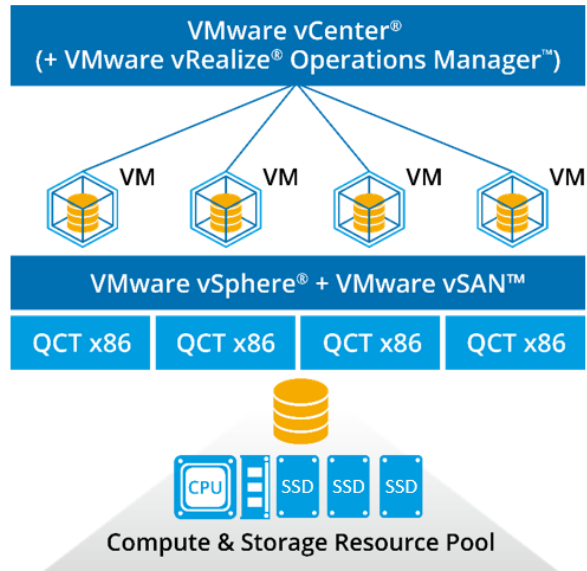 VMware vCenter®
(+ VMware vRealize® Operations Manager™)
VM VM VM VM
VMware vSphere® + VMware vSAN™
QCT x86 QCT x86 QCT x86 QCT x86
CPU SSD SSD SSD
Compute & Storage Resource Pool